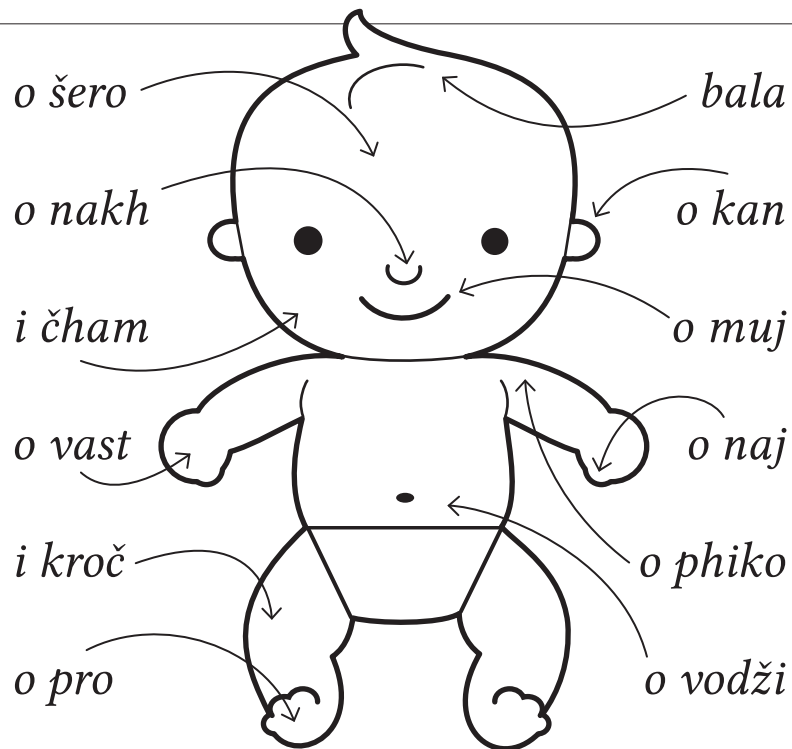 o šero
bala
o nakh
o kan
i čham
o muj
o vast
o naj
i kroč
o phiko
o pro
o vodži